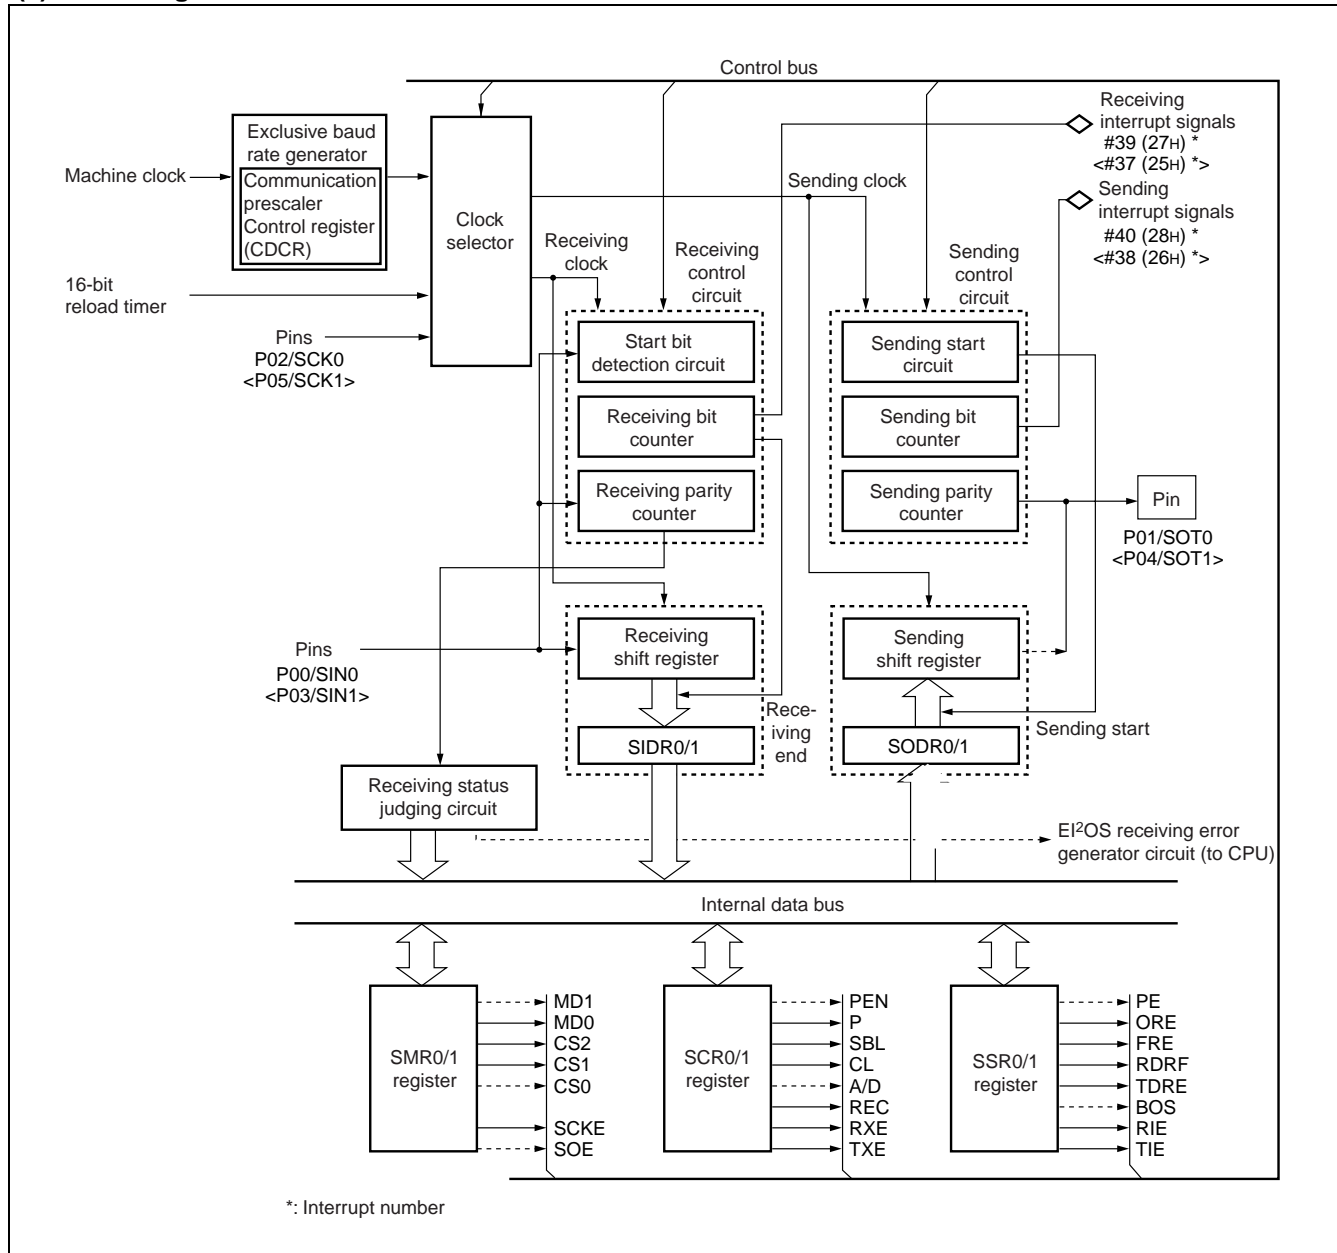 Control bus
Exclusive baud
rate generator
Communication
prescaler
Control register
(CDCR)
Machine clock
16-bit
reload timer
Pins
P02/SCK0
<P05/SCK1>
Clock
selector
Sending clock
Receiving
clock
Receiving
control
circuit
Sending
control
circuit
Receiving
interrupt signals
#39 (27H) *
<#37 (25H) *>
Sending
interrupt signals
#40 (28H) *
<#38 (26H) *>
Start bit
detection circuit
Receiving bit
counter
Receiving parity
counter
Sending start
circuit
Sending bit
counter
Sending parity
counter
Pin
P01/SOT0
<P04/SOT1>
Pins
P00/SIN0
<P03/SIN1>
Receiving
shift register
SIDR0/1
Rece-
iving
end
Sending
shift register
SODR0/1
Sending start
Receiving status
judging circuit
EI²OS receiving error
generator circuit (to CPU)
Internal data bus
SMR0/1
register
MD1
MD0
CS2
CS1
CS0
SCKE
SOE
SCR0/1
register
PEN
P
SBL
CL
A/D
REC
RXE
TXE
SSR0/1
register
PE
ORE
FRE
RDRF
TDRE
BOS
RIE
TIE
*: Interrupt number